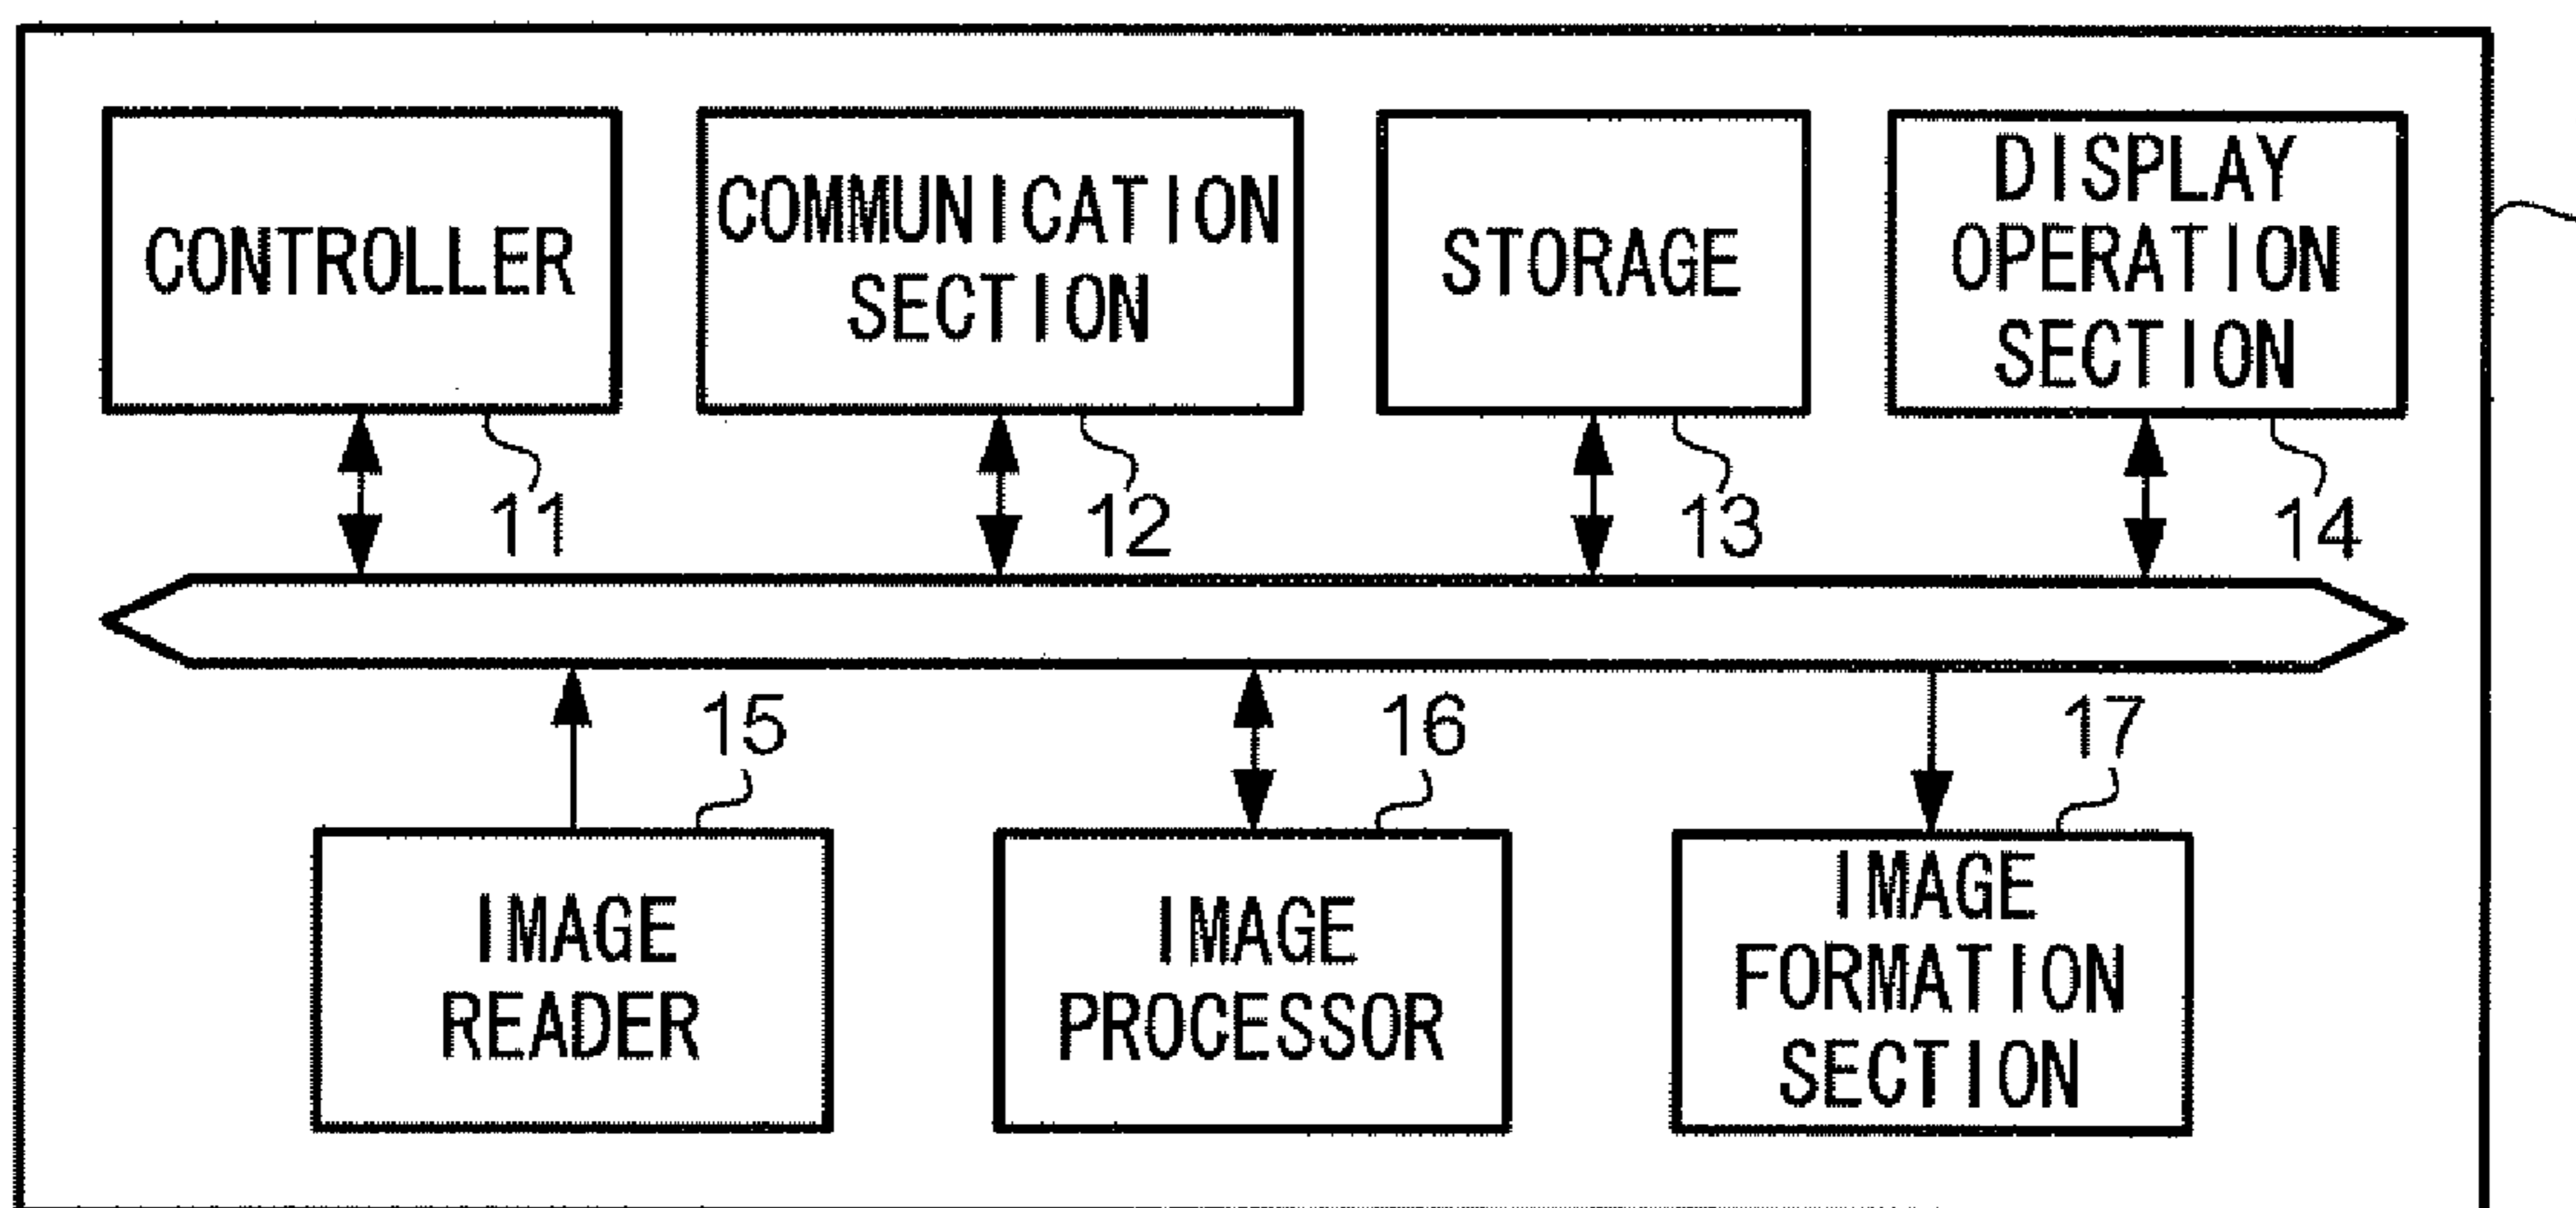 CONTROLLER
COMMUNICATION
SECTION
STORAGE
DISPLAY
OPERATION
SECTION
11
12
13
14
15
16
17
IMAGE
READER
IMAGE
PROCESSOR
IMAGE
FORMATION
SECTION